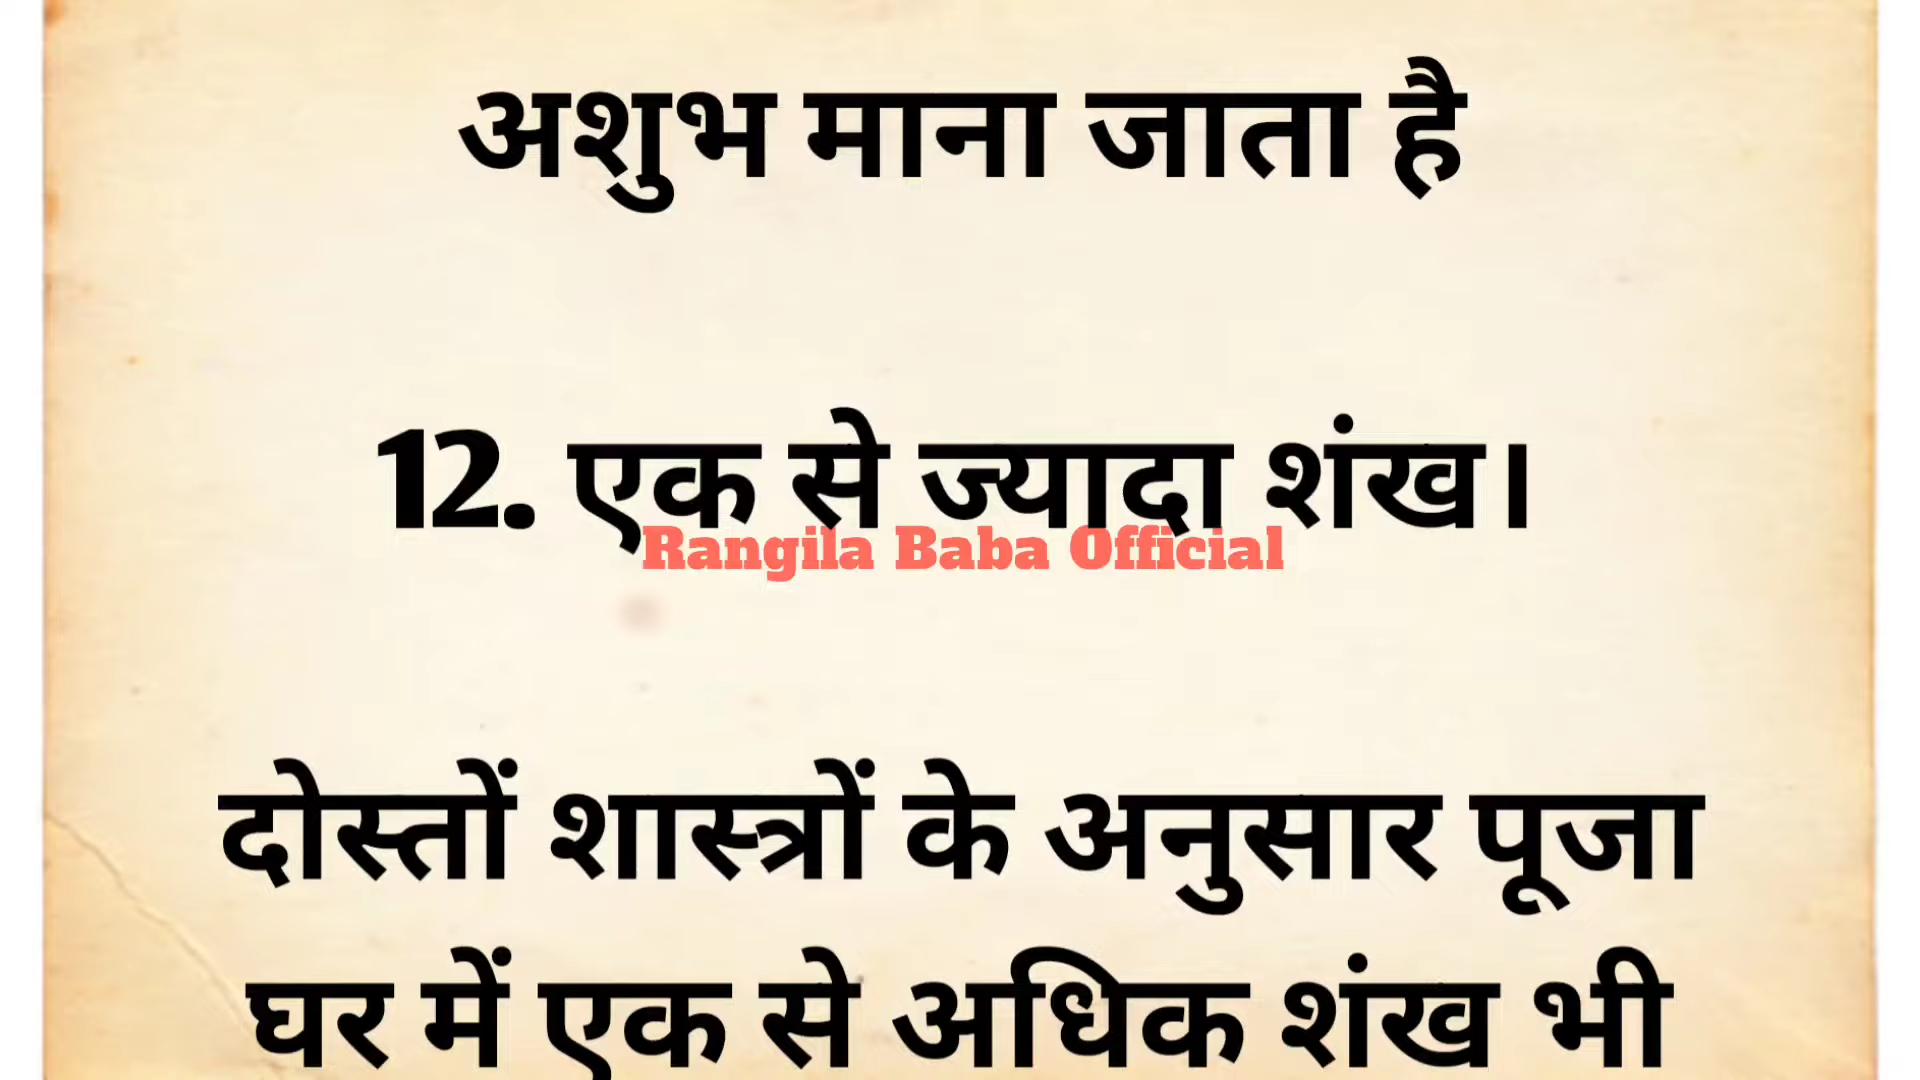 अशुभ माना जाता है
12. एक से ज्यादा शंख।
Rangila Baba Official
दोस्तों शास्त्रों के अनुसार पूजा
घर में एक से अधिक शंख भी